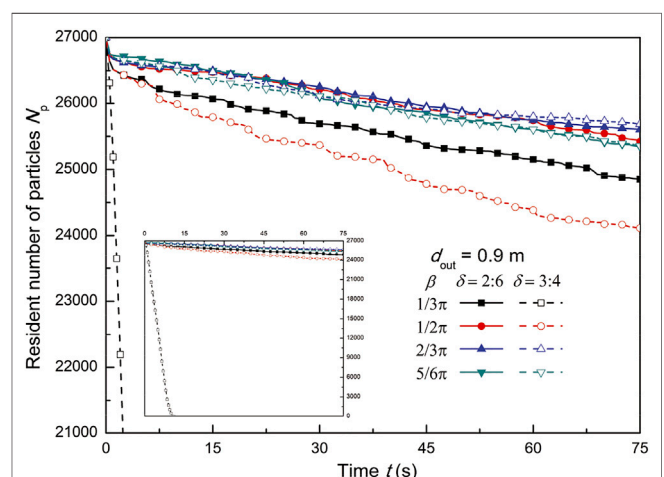 27000
26000
25000
24000
23000
22000
21000
Resident number of particles Nₚ
0 15 30 45 60 75
Time t (s)
0 15 30 45 60 75
27000
24000
21000
18000
15000
12000
9000
6000
3000
0
d_out = 0.9 m
β δ = 2:6 δ = 3:4
1/3π
1/2π
2/3π
5/6π